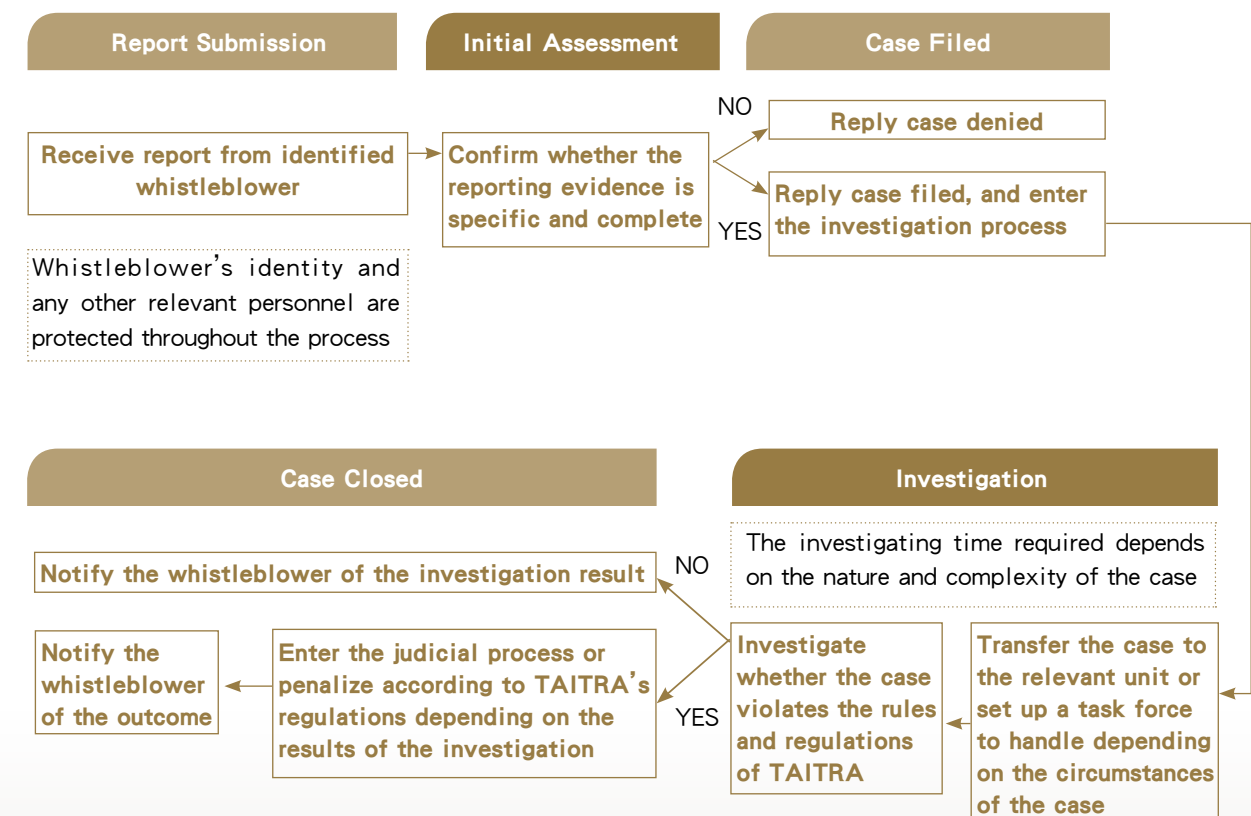 Report Submission
Initial Assessment
Case Filed
Receive report from identified
whistleblower
Whistleblower’s identity and
any other relevant personnel are
protected throughout the process
Confirm whether the
reporting evidence is
specific and complete
NO
Reply case denied
YES
Reply case filed, and enter
the investigation process
Case Closed
Investigation
The investigating time required depends
on the nature and complexity of the case
Transfer the case to
the relevant unit or
set up a task force
to handle depending
on the circumstances
of the case
Investigate
whether the case
violates the rules
and regulations
of TAITRA
NO
Notify the whistleblower of the investigation result
YES
Enter the judicial process or
penalize according to TAITRA’s
regulations depending on the
results of the investigation
Notify the
whistleblower
of the outcome